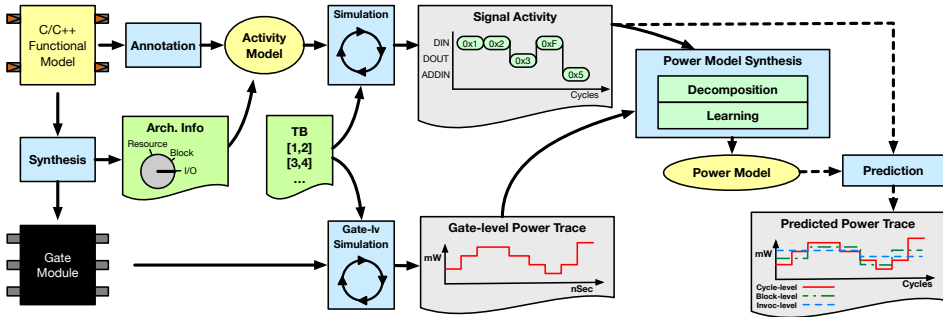 C/C++
Functional
Model
Annotation
Activity
Model
Simulation
Signal Activity
DIN
DOUT
ADDIN
0x1
0x2
0x3
0xF
0x5
Cycles
Power Model Synthesis
Decomposition
Learning
Synthesis
Arch. Info
Resource
Block
I/O
TB
[1,2]
[3,4]
...
Power Model
Prediction
Gate
Module
Gate-lv
Simulation
Gate-level Power Trace
mW
nSec
Predicted Power Trace
mW
Cycle-level
Block-level
Invoc-level
Cycles